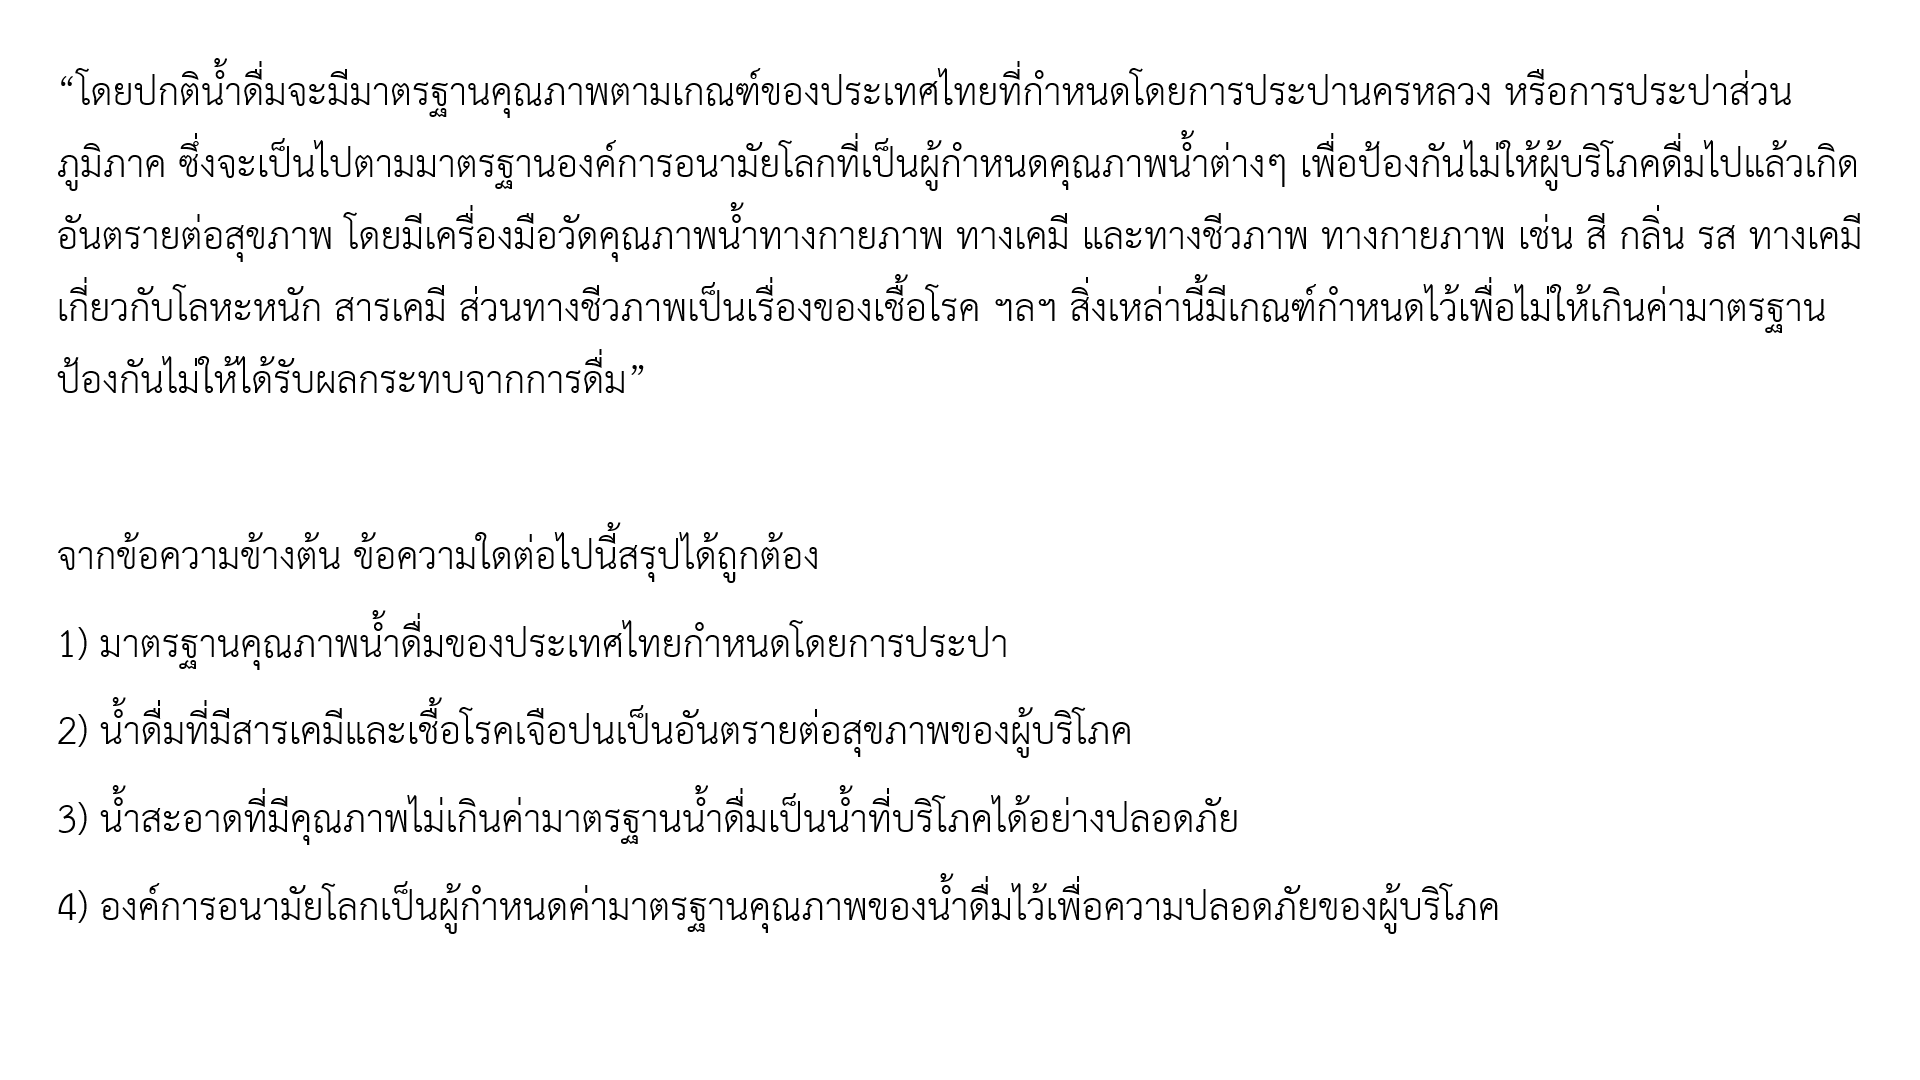 “โดยปกติน้ำดื่มจะมีมาตรฐานคุณภาพตามเกณฑ์ของประเทศไทยที่กำหนดโดยการประปานครหลวง หรือการประปาส่วน
ภูมิภาค ซึ่งจะเป็นไปตามมาตรฐานองค์การอนามัยโลกที่เป็นผู้กำหนดคุณภาพน้ำต่างๆ เพื่อป้องกันไม่ให้ผู้บริโภคดื่มไปแล้วเกิด
อันตรายต่อสุขภาพ โดยมีเครื่องมือวัดคุณภาพน้ำทางกายภาพ ทางเคมี และทางชีวภาพ ทางกายภาพ เช่น สี กลิ่น รส ทางเคมี
เกี่ยวกับโลหะหนัก สารเคมี ส่วนทางชีวภาพเป็นเรื่องของเชื้อโรค ฯลฯ สิ่งเหล่านี้มีเกณฑ์กำหนดไว้เพื่อไม่ให้เกินค่ามาตรฐาน
ป้องกันไม่ให้ได้รับผลกระทบจากการดื่ม”
จากข้อความข้างต้น ข้อความใดต่อไปนี้สรุปได้ถูกต้อง
1) มาตรฐานคุณภาพน้ำดื่มของประเทศไทยกำหนดโดยการประปา
2) น้ำดื่มที่มีสารเคมีและเชื้อโรคเจือปนเป็นอันตรายต่อสุขภาพของผู้บริโภค
3) น้ำสะอาดที่มีคุณภาพไม่เกินค่ามาตรฐานน้ำดื่มเป็นน้ำที่บริโภคได้อย่างปลอดภัย
4) องค์การอนามัยโลกเป็นผู้กำหนดค่ามาตรฐานคุณภาพของน้ำดื่มไว้เพื่อความปลอดภัยของผู้บริโภค